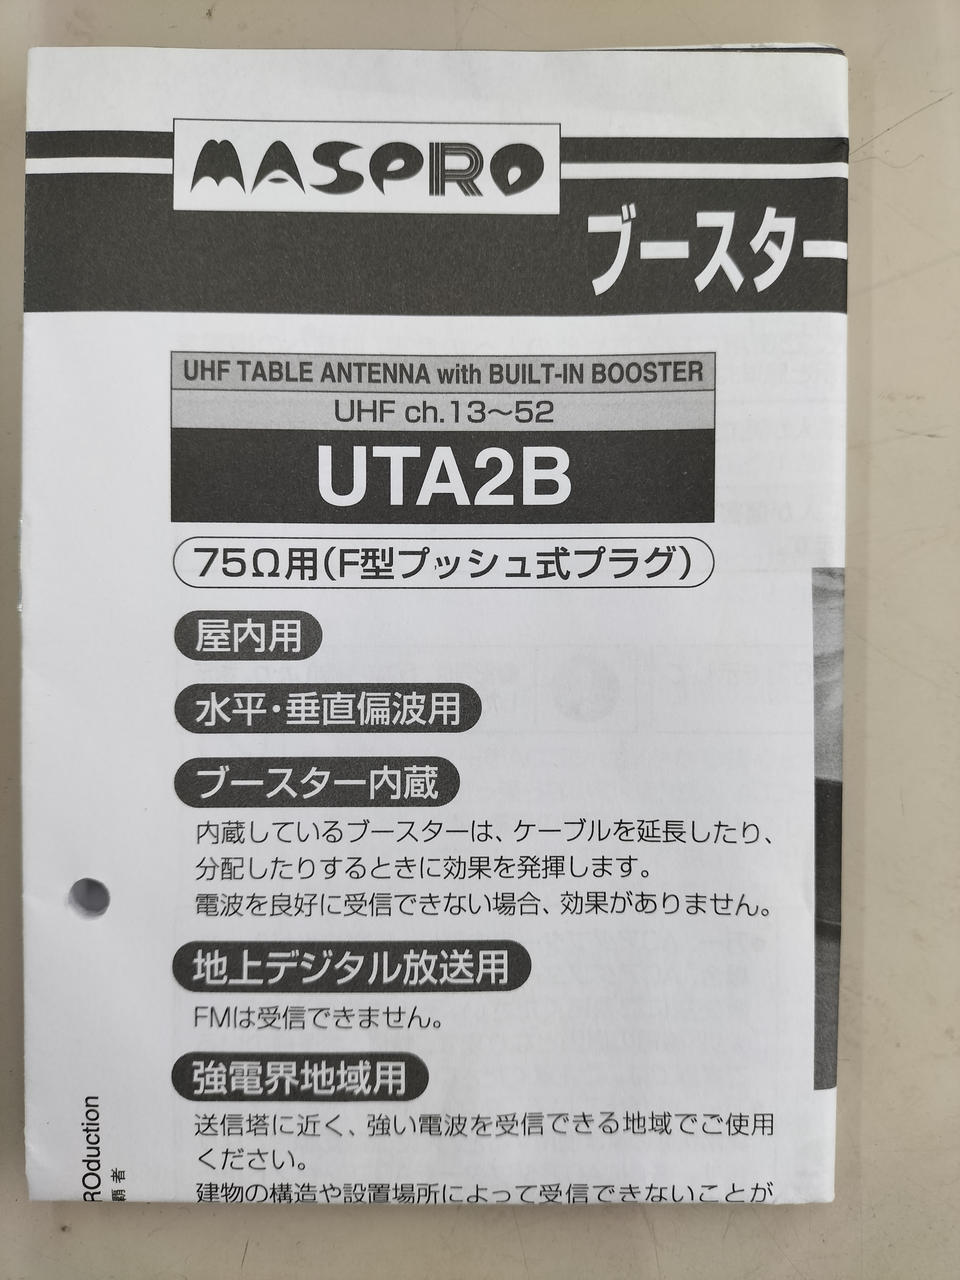 MASPRO
ブースター
UHF TABLE ANTENNA with BUILT-IN BOOSTER
UHF ch.13～52
UTA2B
75Ω用(F型プッシュ式プラグ)
屋内用
水平・垂直偏波用
ブースター内蔵
内蔵しているブースターは、ケーブルを延長したり、
分配したりするときに効果を発揮します。
電波を良好に受信できない場合、効果がありません。
地上デジタル放送用
FMは受信できません。
強電界地域用
送信塔に近く、強い電波を受信できる地域でご使用
ください。
建物の構造や設置場所によって受信できないことが
ROduction
覇者